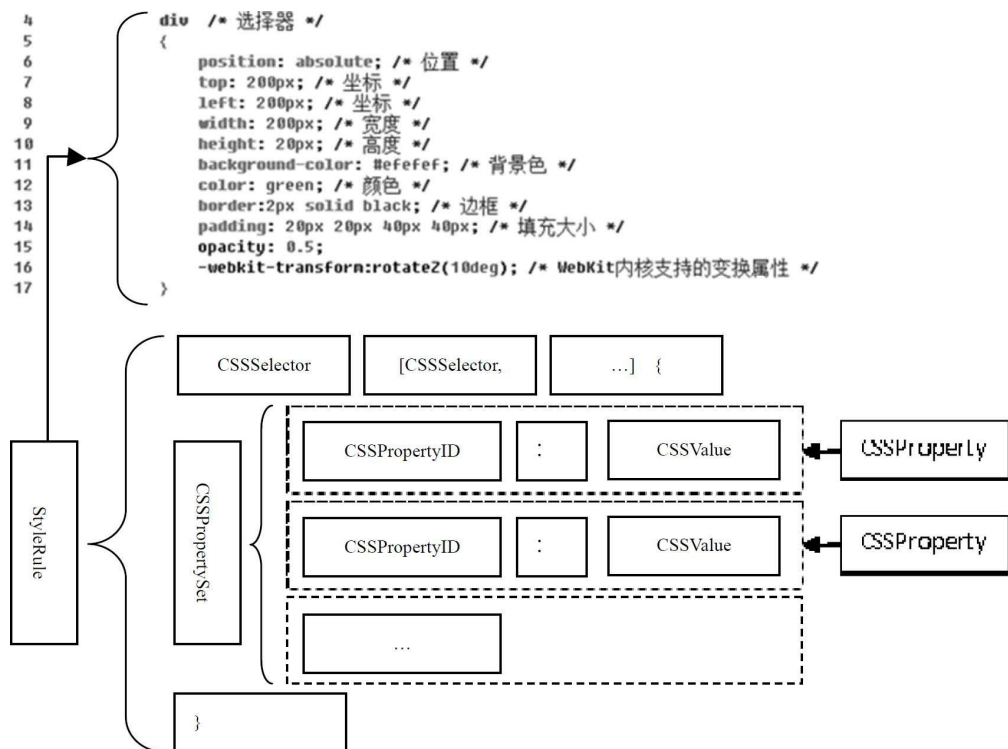 4 div /* 选择器 */
5 {
6 position: absolute; /* 位置 */
7 top: 200px; /* 坐标 */
8 left: 200px; /* 坐标 */
9 width: 200px; /* 宽度 */
10 height: 20px; /* 高度 */
11 background-color: #efefef; /* 背景色 */
12 color: green; /* 颜色 */
13 border:2px solid black; /* 边框 */
14 padding: 20px 20px 40px 40px; /* 填充大小 */
15 opacity: 0.5;
16 -webkit-transform:rotateZ(10deg); /* WebKit内核支持的变换属性 */
17 }
CSSSelector [CSSSelector, …] {
StyleRule
CSSPropertySet
CSSPropertyID : CSSValue CSSProperty
CSSPropertyID : CSSValue CSSProperty
…
}